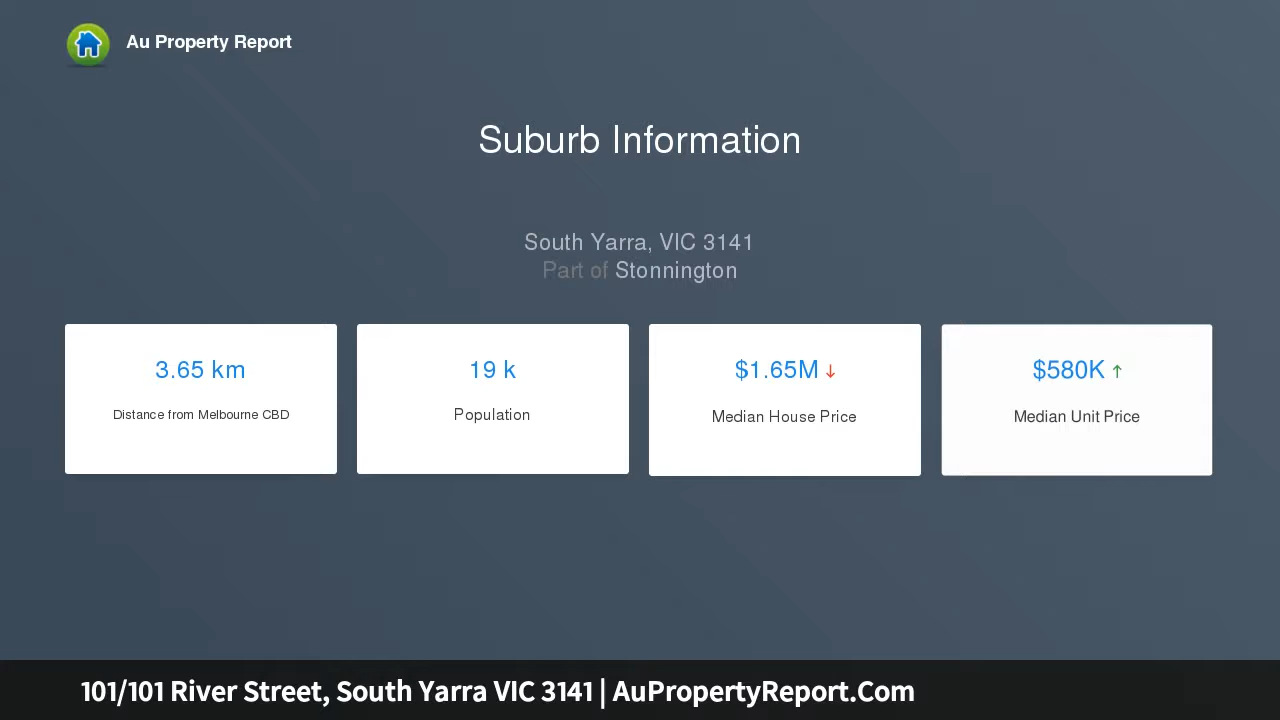 Au Property Report
Suburb Information
South Yarra, VIC 3141
Part of Stonnington
3.65 km
Distance from Melbourne CBD
19 k
Population
$1.65M ↓
Median House Price
$580K ↑
Median Unit Price
101/101 River Street, South Yarra VIC 3141 | AuPropertyReport.Com